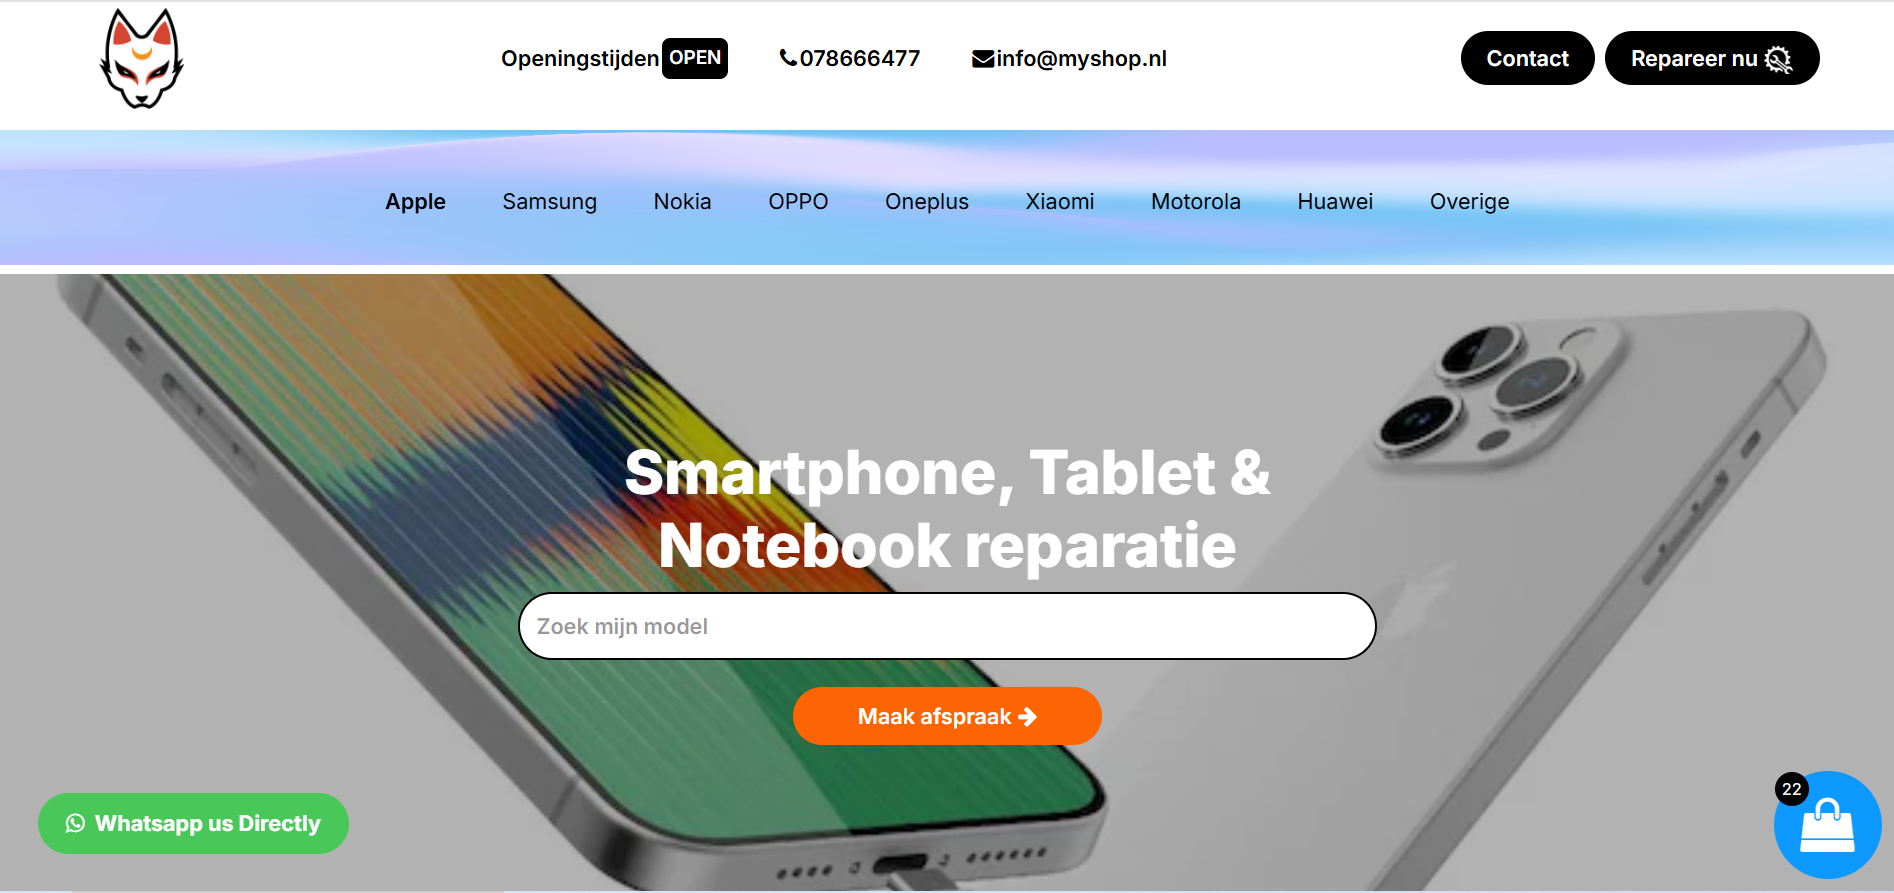 Openingstijden OPEN 078666477 info@myshop.nl Contact Repareer nu
Apple Samsung Nokia OPPO Oneplus Xiaomi Motorola Huawei Overige
Smartphone, Tablet &
Notebook reparatie
Zoek mijn model
Maak afspraak
Whatsapp us Directly
22